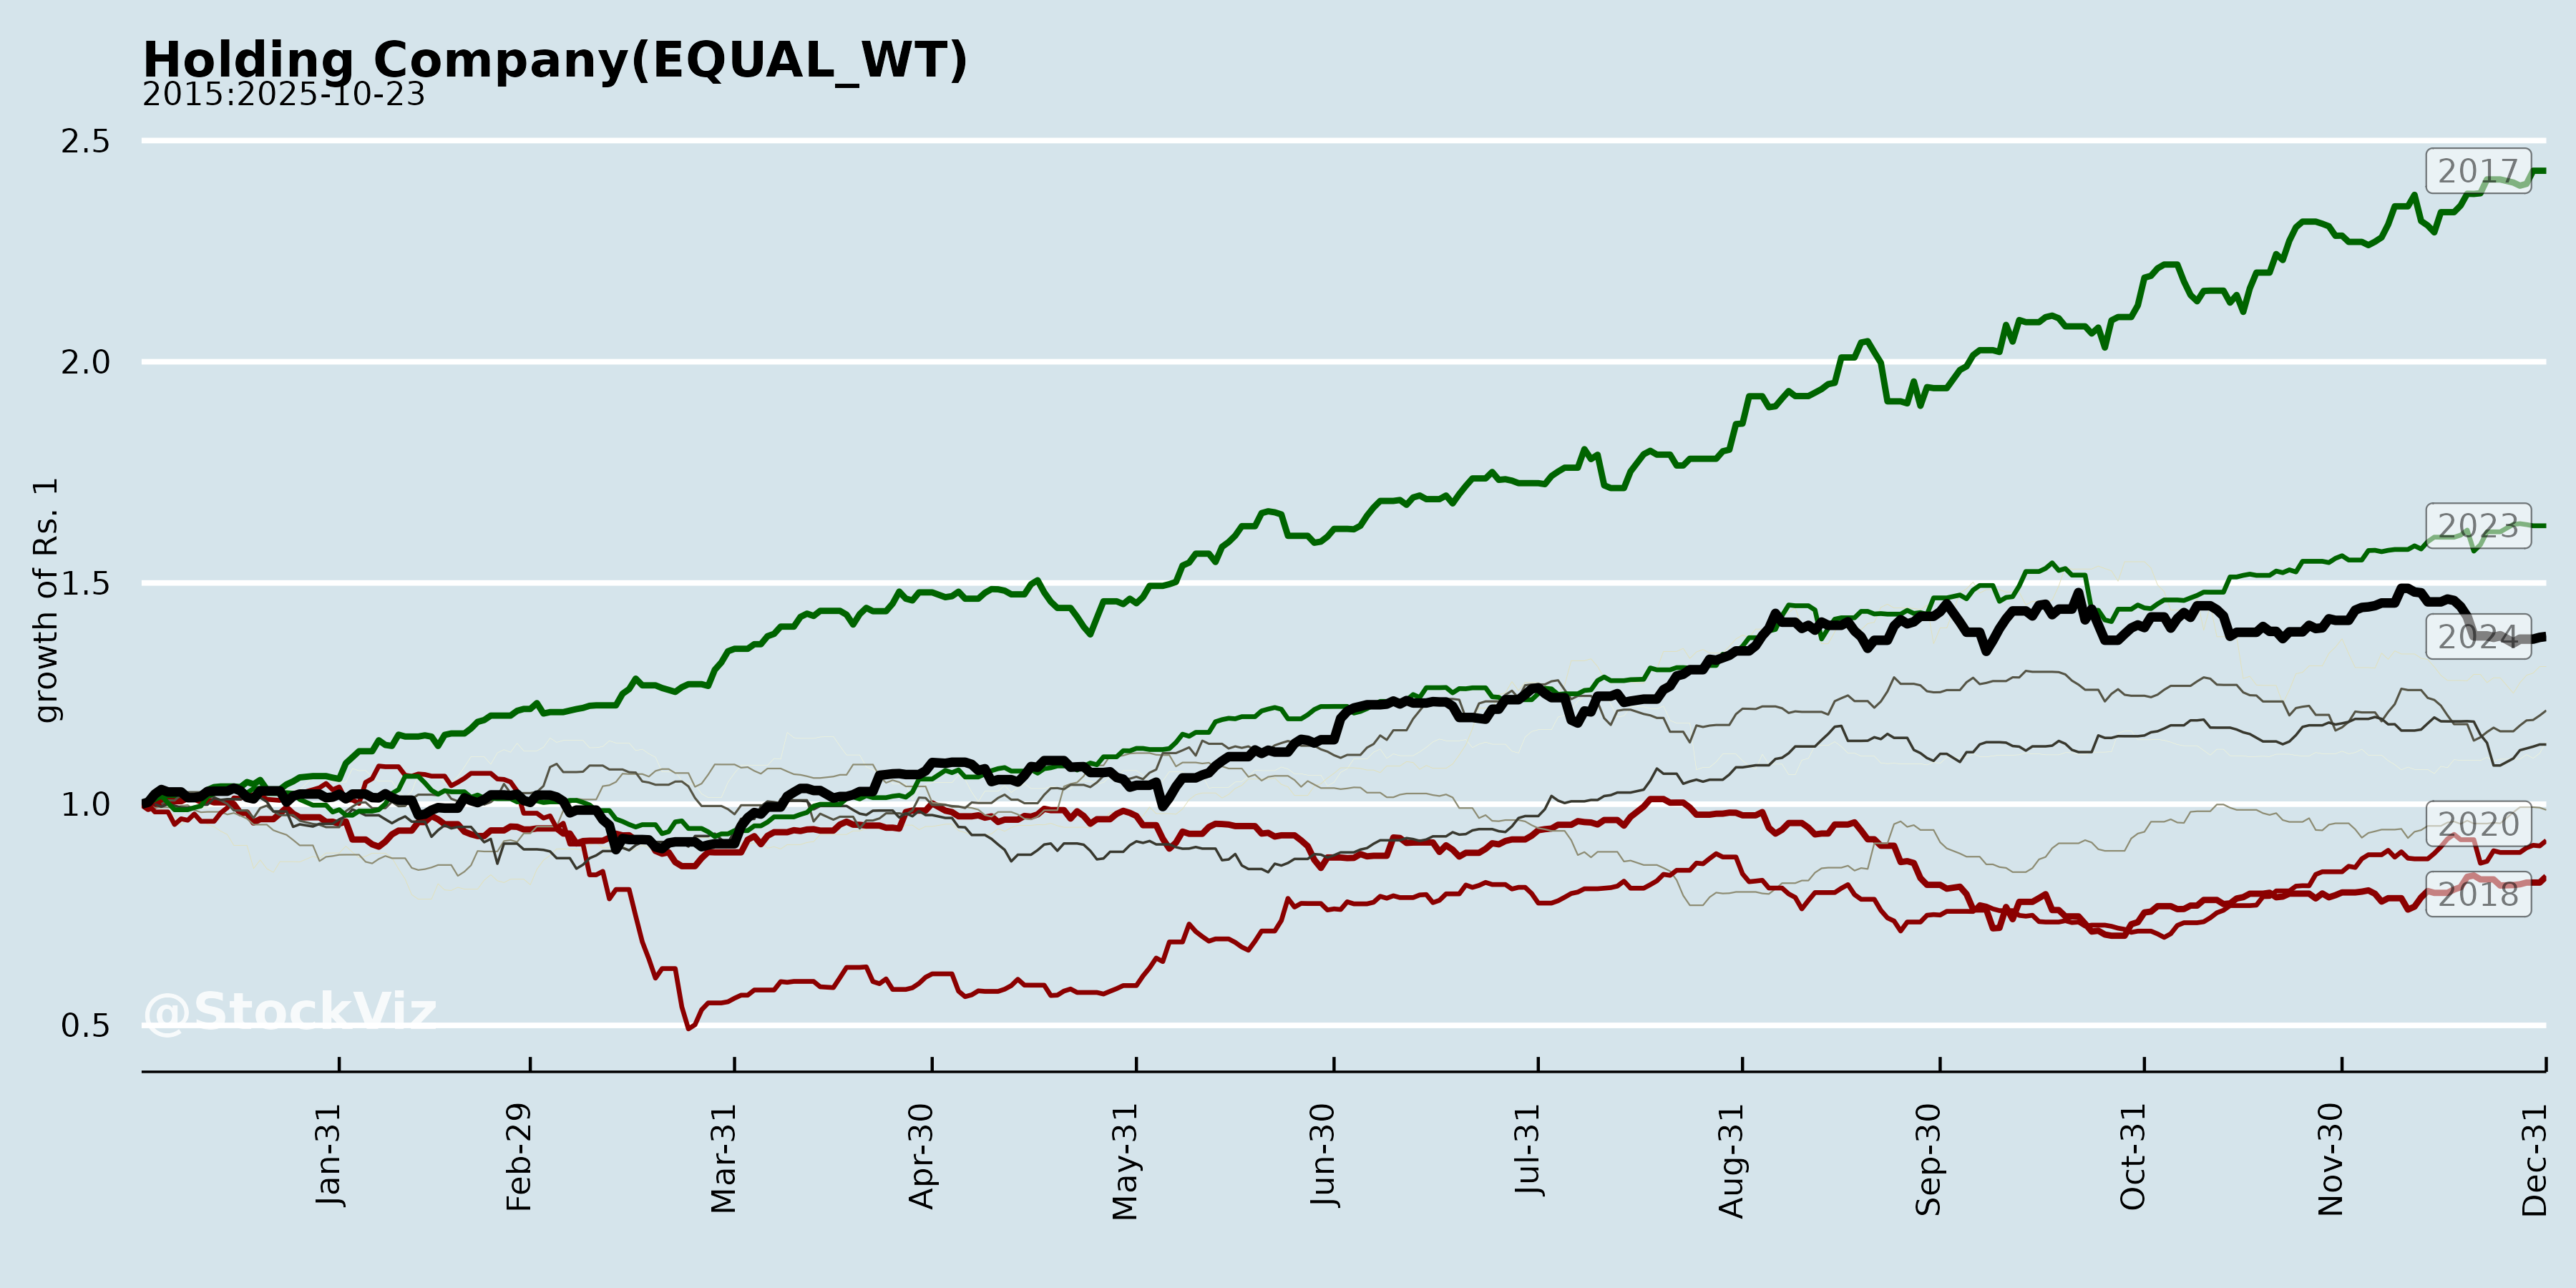 Holding Company(EQUAL_WT)
2015:2025-10-23
growth of Rs. 1
2.5
2.0
1.5
1.0
0.5
2017
2023
2024
2020
2018
@StockViz
Jan-31
Feb-29
Mar-31
Apr-30
May-31
Jun-30
Jul-31
Aug-31
Sep-30
Oct-31
Nov-30
Dec-31